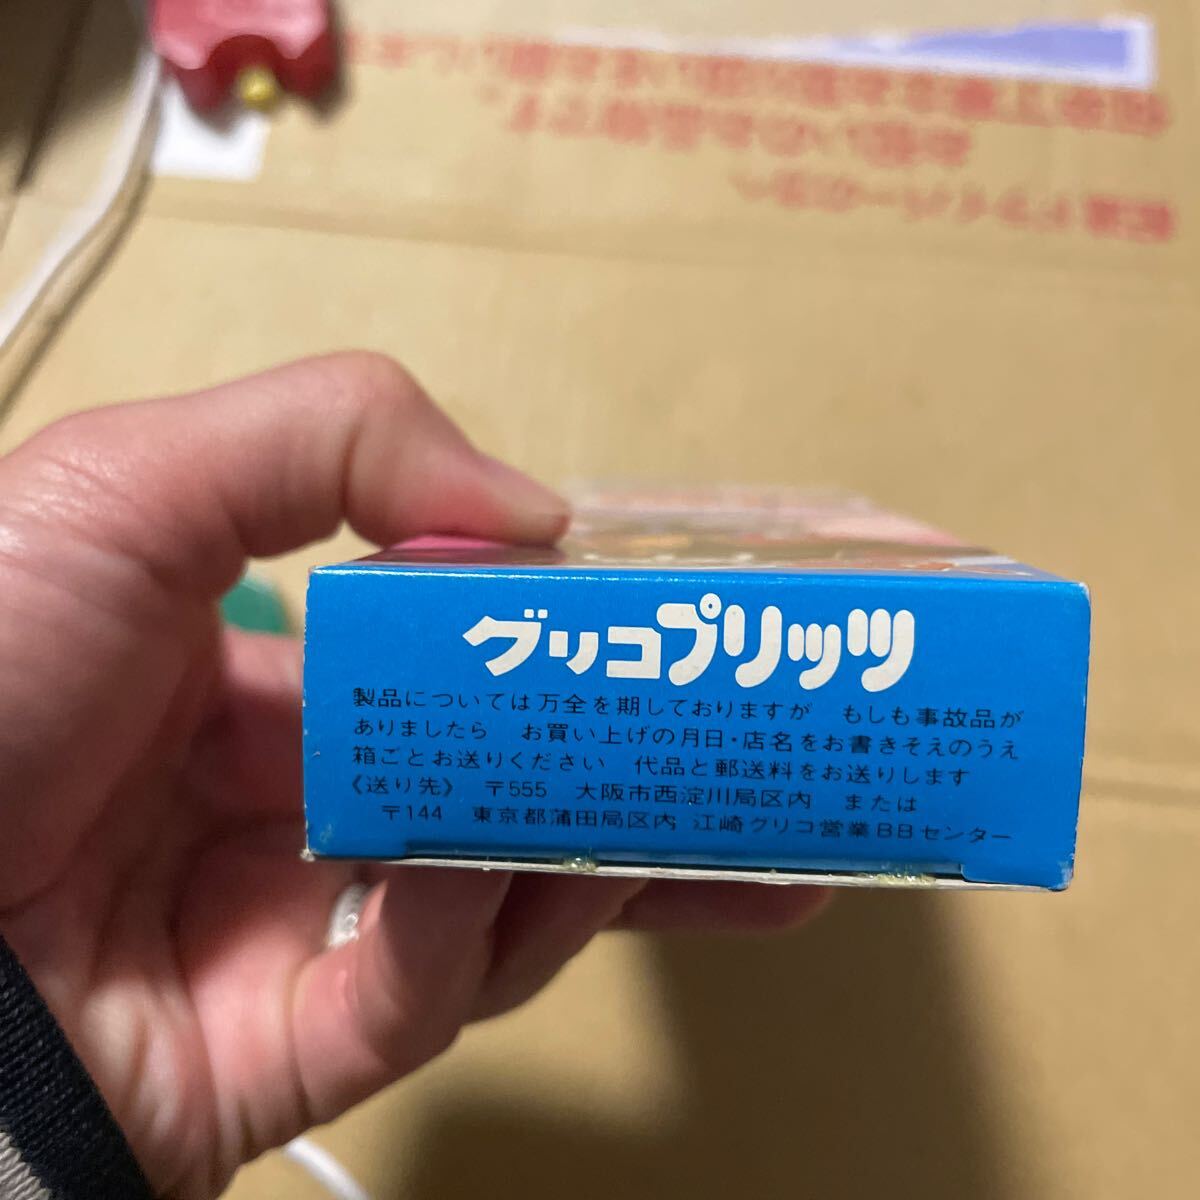 グリコプリッツ
製品については万全を期しておりますが もしも事故品が
ありましたら お買い上げの月日・店名をお書きそえのうえ
箱ごとお送りください 代品と郵送料をお送りします
《送り先》 〒555 大阪市西淀川局区内 または
〒144 東京都蒲田局区内 江崎グリコ営業BBセンター